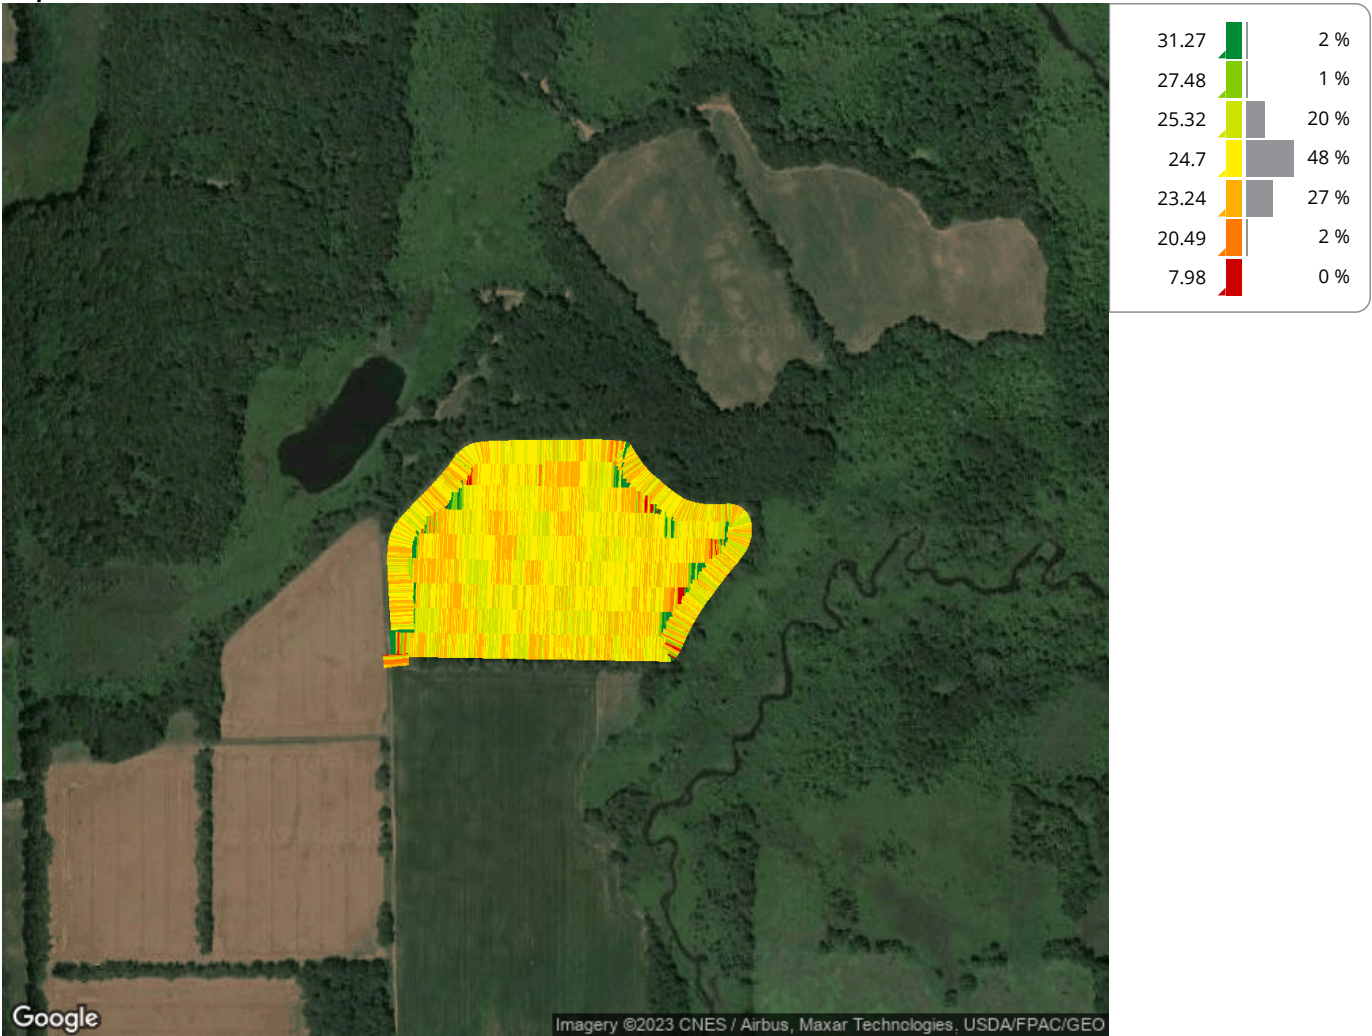 31.27 2 %
27.48 1 %
25.32 20 %
24.7 48 %
23.24 27 %
20.49 2 %
7.98 0 %
Google
Imagery ©2023 CNES / Airbus, Maxar Technologies, USDA/FPAC/GEO